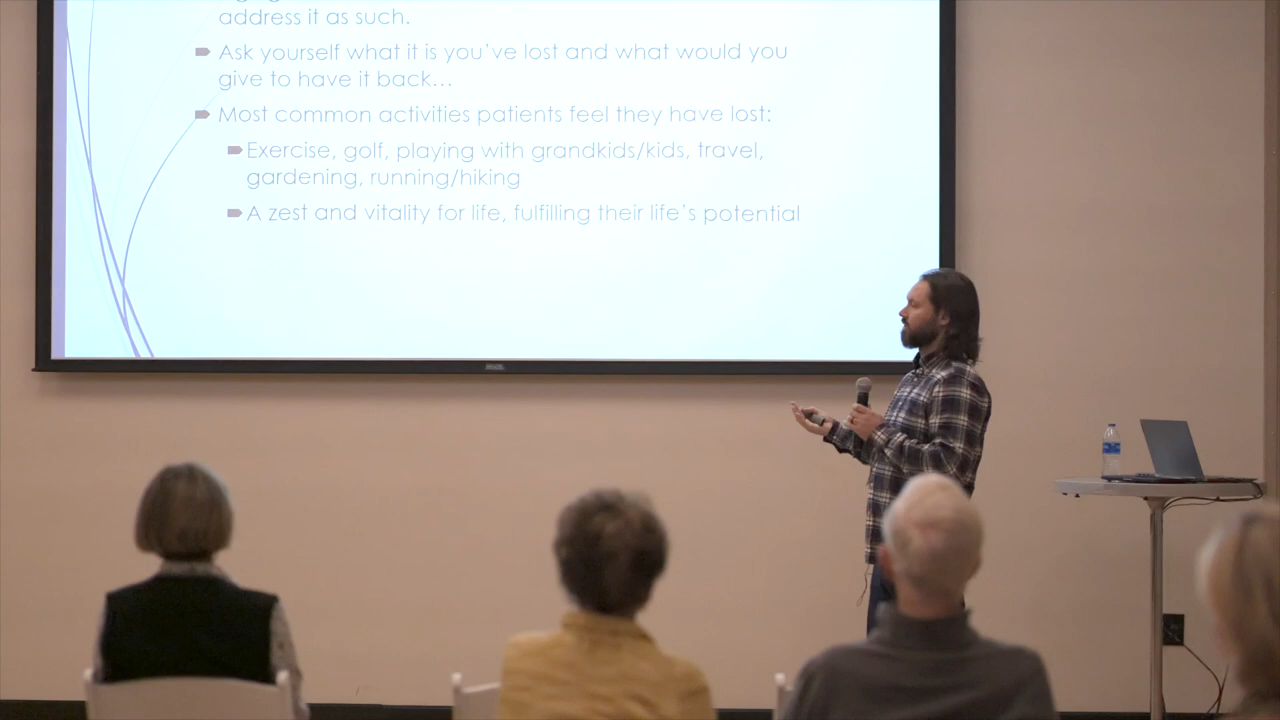 address it as such.
Ask yourself what it is you've lost and what would you
give to have it back...
Most common activities patients feel they have lost:
Exercise, golf, playing with grandkids/kids, travel,
gardening, running/hiking
A zest and vitality for life, fulfilling their life's potential